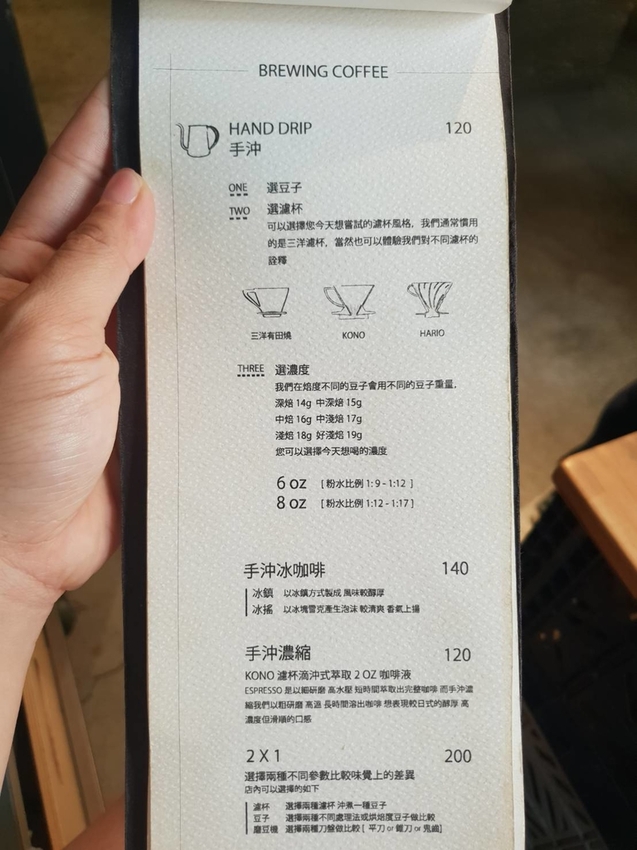 BREWING COFFEE
HAND DRIP 120
手沖
ONE 選豆子
TWO 選濾杯
可以選擇您今天想嘗試的濾杯風格，我們通常慣用
的是三洋濾杯，當然也可以體驗我們對不同濾杯的
詮釋
三洋有田燒 KONO HARIO
THREE 選濃度
我們在焙度不同的豆子會用不同的豆子重量.
深焙 14g 中深焙 15g
中焙 16g 中淺焙 17g
淺焙 18g 好淺焙 19g
您可以選擇今天想喝的濃度
6 oz [ 粉水比例 1: 9 - 1:12 ]
8 oz [ 粉水比例 1:12 - 1:17 ]
手沖冰咖啡 140
冰鎮 以冰鎮方式製成 風味較醇厚
冰搖 以冰塊雪克產生泡沫 較清爽 香氣上揚
手沖濃縮 120
KONO 濾杯滴沖式萃取 2 OZ 咖啡液
ESPRESSO 是以細研磨 高水壓 短時間萃取出完整咖啡 而手沖濃
縮我們以粗研磨 高溫 長時間溶出咖啡 想表現較日式的醇厚 高
濃度但滑順的口感
2 X 1 200
選擇兩種不同參數比較味覺上的差異
店內可以選擇的如下
濾杯 選擇兩種濾杯 沖煮一種豆子
豆子 選擇兩種不同處理法或烘焙度豆子做比較
磨豆機 選擇兩種刀盤做比較 [ 平刀 or 錐刀 or 鬼齒]